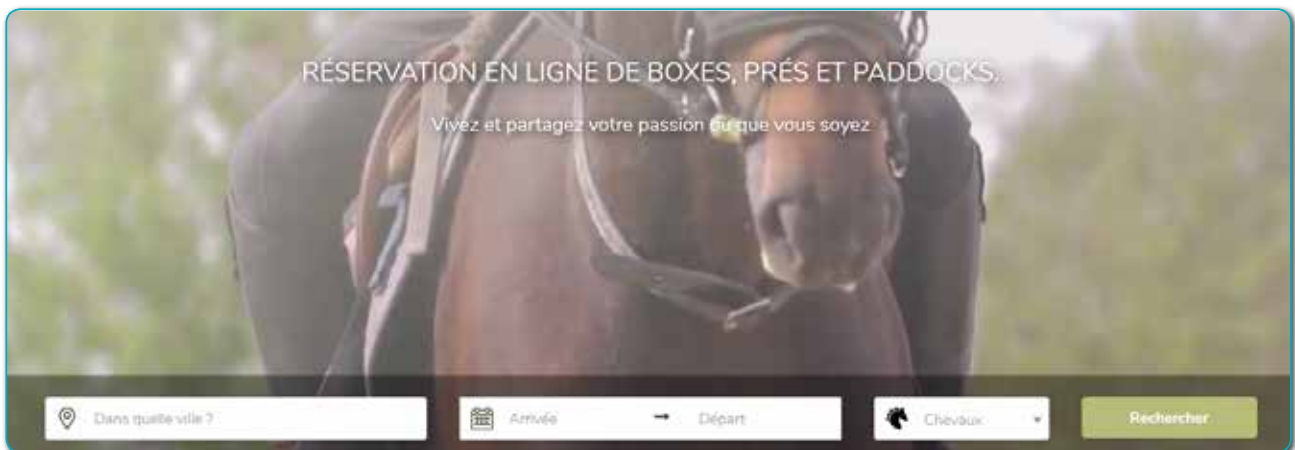 RÉSERVATION EN LIGNE DE BOXES, PRÉS ET PADDOCKS..
Vivez et partagez votre passion où que vous soyez
Dans quelle ville ?
Arrivée → Départ
Chevaux
Rechercher